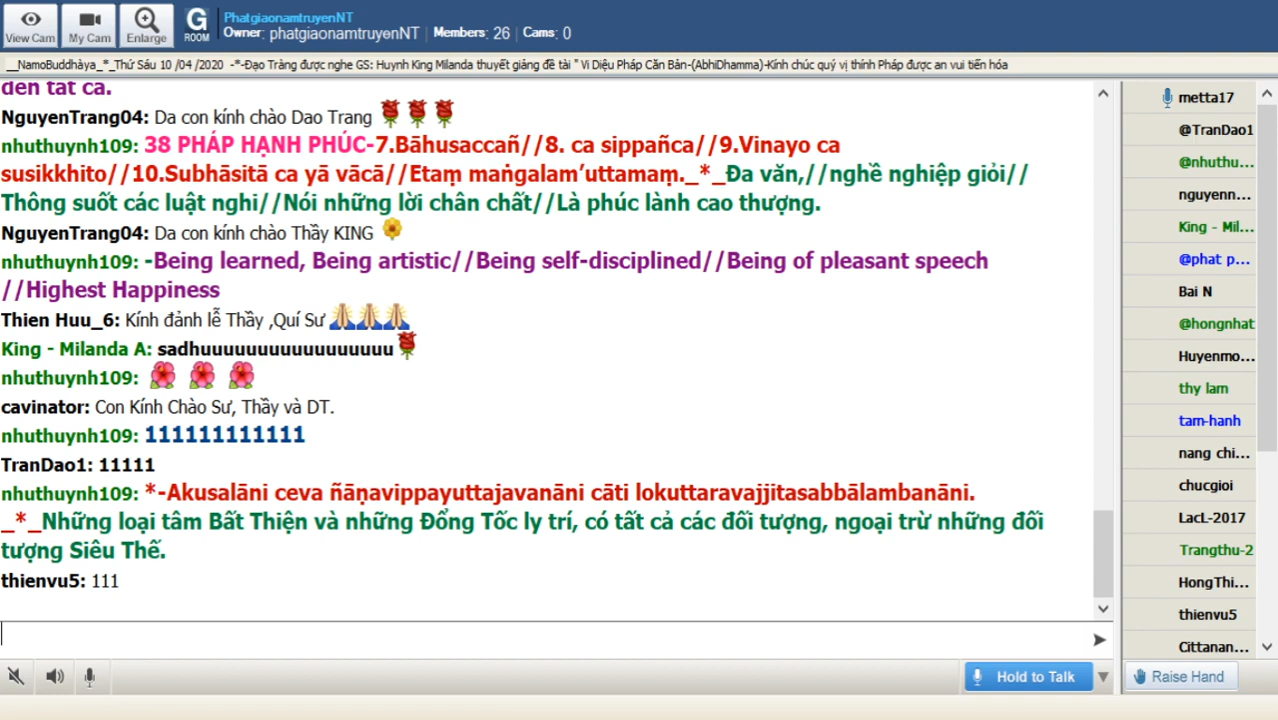 View Cam
My Cam
Enlarge
G
ROOM
PhatgiaonamtruyenNT
Owner: phatgiaonamtruyenNT | Members: 26 | Cams: 0
__NamoBuddhàya_*_Thứ Sáu 10 /04 /2020 -*-Đạo Tràng được nghe GS: Huynh King Milanda thuyết giảng đề tài " Vi Diệu Pháp Căn Bản-(AbhiDhamma)-Kính chúc quý vị thính Pháp được an vui tiến hóa
đến tất cả.
NguyenTrang04: Da con kính chào Dao Trang
nhuthuynh109: 38 PHÁP HẠNH PHÚC-7.Bāhusaccañ//8. ca sippañca//9.Vinayo ca
susikkhito//10.Subhāsitā ca yā vācā//Etaṃ maṅgalam’uttamaṃ._*_Đa văn,//nghề nghiệp giỏi//
Thông suốt các luật nghi//Nói những lời chân chất//Là phúc lành cao thượng.
NguyenTrang04: Da con kính chào Thầy KING
nhuthuynh109: -Being learned, Being artistic//Being self-disciplined//Being of pleasant speech
//Highest Happiness
Thien Huu_6: Kính đảnh lễ Thầy ,Quí Sư
King - Milanda A: sadhuuuuuuuuuuuuuuuuu
nhuthuynh109:
cavinator: Con Kính Chào Sư, Thầy và DT.
nhuthuynh109: 111111111111
TranDao1: 11111
nhuthuynh109: *-Akusalāni ceva ñāṇavippayuttajavanāni cāti lokuttaravajjitasabbālambanāni.
_*_Những loại tâm Bất Thiện và những Đổng Tốc ly trí, có tất cả các đối tượng, ngoại trừ những đối
tượng Siêu Thế.
thienvu5: 111
Hold to Talk
metta17
@TranDao1
@nhuthu...
nguyenn...
King - Mil...
@phat p...
Bai N
@hongnhat
Huyenmo...
thy lam
tam-hanh
nang chi...
chucgioi
LacL-2017
Trangthu-2
HongThi...
thienvu5
Cittanan...
Raise Hand